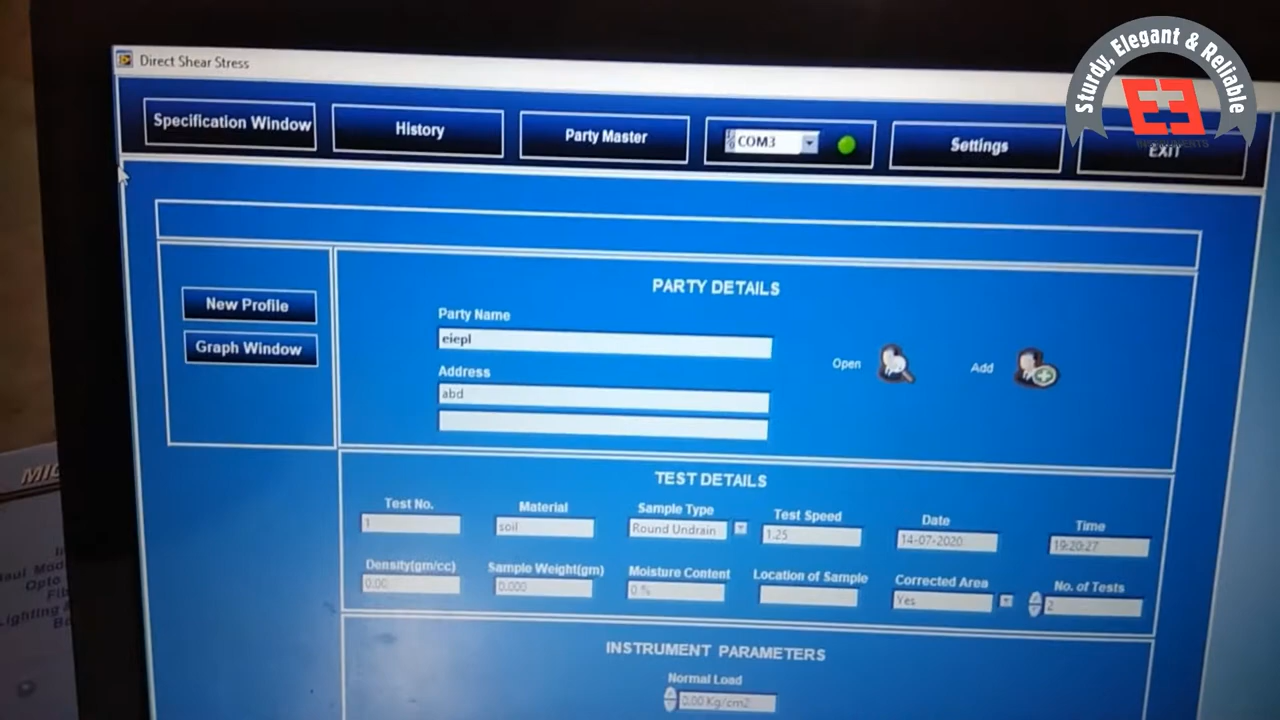 Sturdy, Elegant & Reliable
Direct Shear Stress
Specification Window
History
Party Master
COM3
Settings
EXIT
New Profile
Graph Window
PARTY DETAILS
Party Name
eiepl
Open
Add
Address
abd
TEST DETAILS
Test No.
Material
Sample Type
Test Speed
Date
Time
1
soil
Round Undrain
1.25
14-07-2020
19:20:27
Density(gm/cc)
Sample Weight(gm)
Moisture Content
Location of Sample
Corrected Area
No. of Tests
0.00
0.000
0 %
Yes
2
INSTRUMENT PARAMETERS
Normal Load
0.00 Kg/cm2